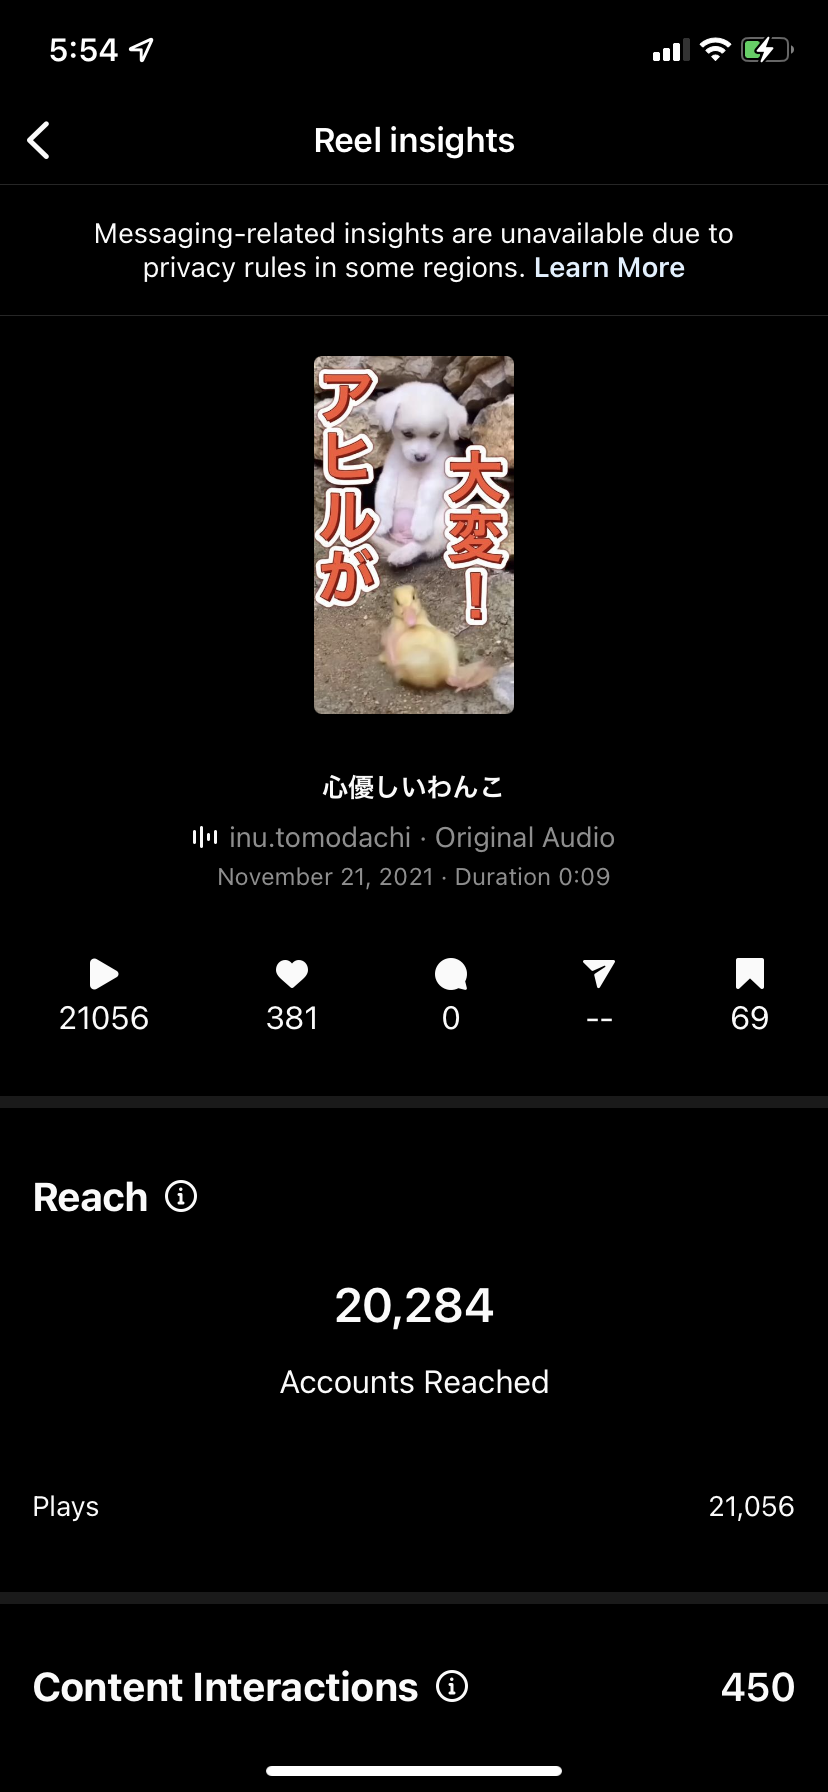 5:54
Reel insights
Messaging-related insights are unavailable due to
privacy rules in some regions. Learn More
アヒルが
大変!
心優しいわんこ
inu.tomodachi · Original Audio
November 21, 2021 · Duration 0:09
21056 381 0 -- 69
Reach
20,284
Accounts Reached
Plays 21,056
Content Interactions 450